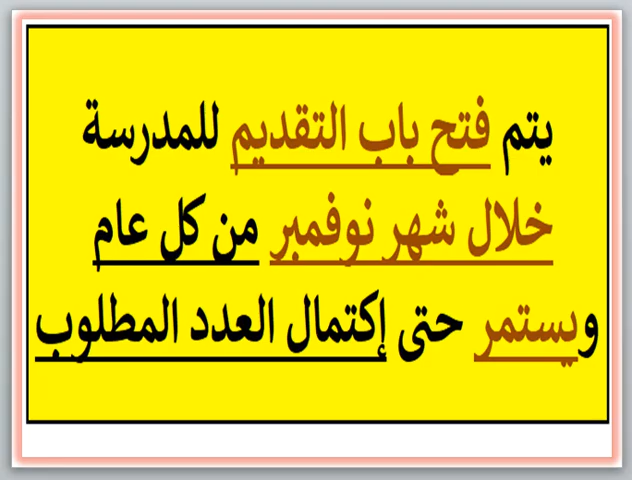 يتم فتح باب التقديم للمدرسة
خلال شهر نوفمبر من كل عام
ويستمر حتى إكتمال العدد المطلوب